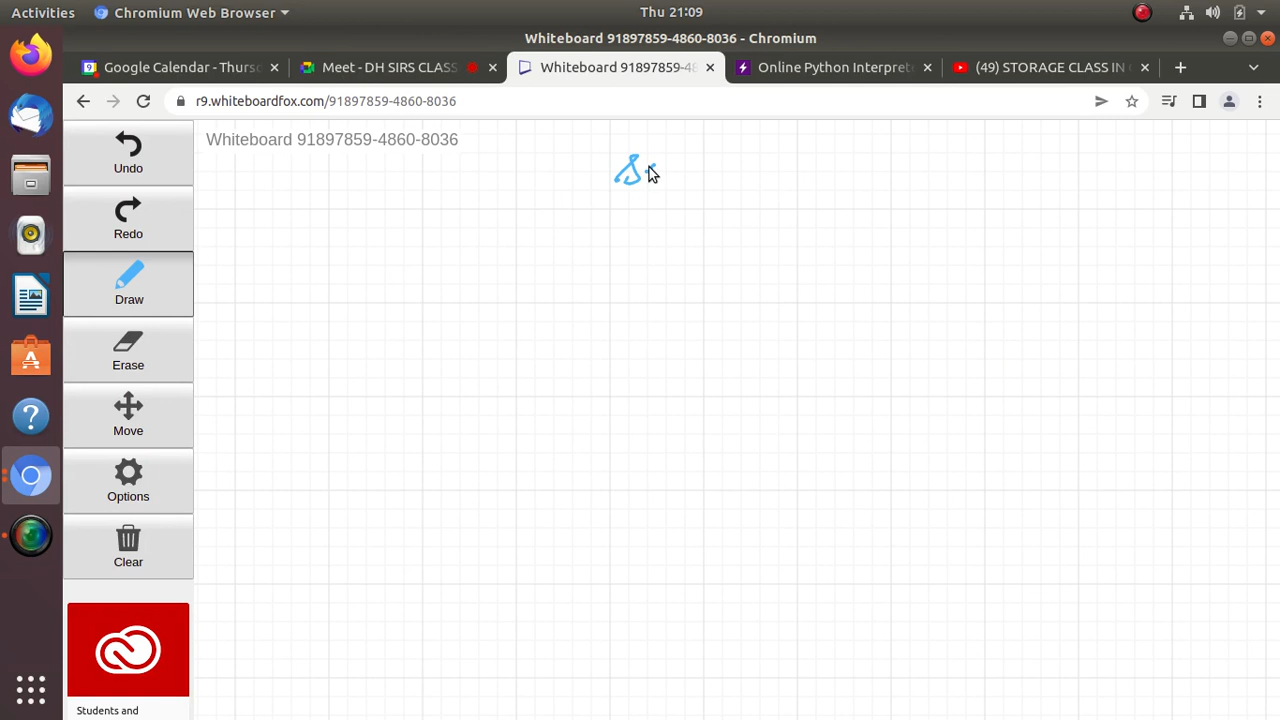 Activities Chromium Web Browser Thu 21:09
Whiteboard 91897859-4860-8036 - Chromium
Google Calendar - Thurs Meet - DH SIRS CLASS Whiteboard 91897859-48 Online Python Interpret (49) STORAGE CLASS IN
r9.whiteboardfox.com/91897859-4860-8036
Whiteboard 91897859-4860-8036
Undo
Redo
Draw
Erase
Move
Options
Clear
Students and